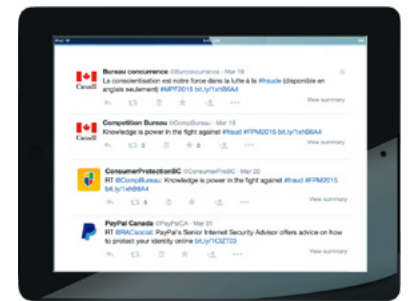 iPad
Bureau concurrence @Burconcurrence · Mar 19
La conscientisation est notre force dans la lutte à la #fraude (disponible en
anglais seulement) #MPF2015 bit.ly/1xhB6A4
Canada
View summary
Competition Bureau @CompBureau · Mar 19
Knowledge is power in the fight against #fraud #FPM2015 bit.ly/1xhB6A4
Canada
View summary
ConsumerProtectionBC @ConsumerProBC · Mar 20
RT @CompBureau: Knowledge is power in the fight against #fraud #FPM2015
bit.ly/1xhB6A4
View summary
PayPal Canada @PayPalCA · Mar 21
RT @RACsocial: PayPal's Senior Internet Security Advisor offers advice on how
to protect your identity online
View summary